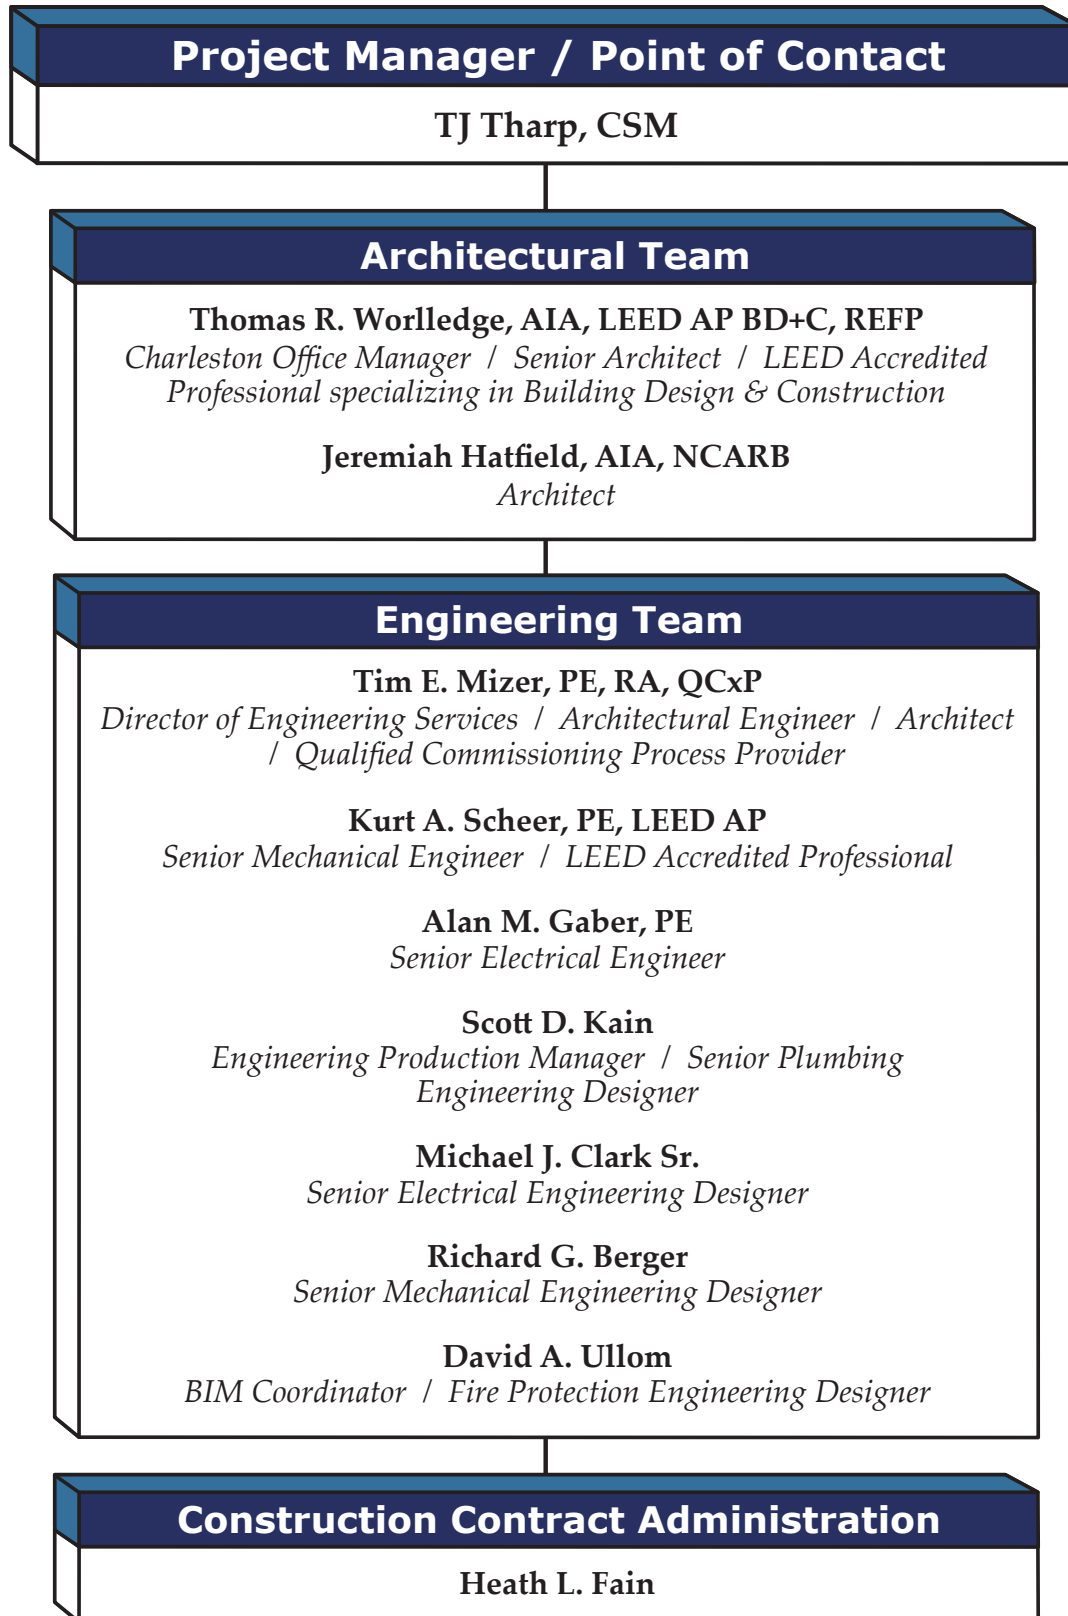 Project Manager / Point of Contact
TJ Tharp, CSM
Architectural Team
Thomas R. Worlledge, AIA, LEED AP BD+C, REFP
Charleston Office Manager / Senior Architect / LEED Accredited
Professional specializing in Building Design & Construction
Jeremiah Hatfield, AIA, NCARB
Architect
Engineering Team
Tim E. Mizer, PE, RA, QCxP
Director of Engineering Services / Architectural Engineer / Architect
/ Qualified Commissioning Process Provider
Kurt A. Scheer, PE, LEED AP
Senior Mechanical Engineer / LEED Accredited Professional
Alan M. Gaber, PE
Senior Electrical Engineer
Scott D. Kain
Engineering Production Manager / Senior Plumbing
Engineering Designer
Michael J. Clark Sr.
Senior Electrical Engineering Designer
Richard G. Berger
Senior Mechanical Engineering Designer
David A. Ullom
BIM Coordinator / Fire Protection Engineering Designer
Construction Contract Administration
Heath L. Fain